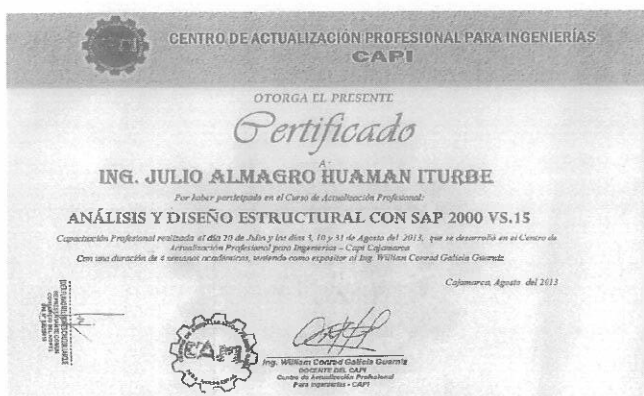 CENTRO DE ACTUALIZACIÓN PROFESIONAL PARA INGENIERÍAS
CAPI
OTORGA EL PRESENTE
Certificado
A:
ING. JULIO ALMAGRO HUAMAN ITURBE
Por haber participado en el Curso de Actualización Profesional:
ANÁLISIS Y DISEÑO ESTRUCTURAL CON SAP 2000 VS.15
Capacitación Profesional realizada el día 20 de Julio y los días 3, 10 y 31 de Agosto del 2013, que se desarrolló en el Centro de
Actualización Profesional para Ingenierías – Capi Cajamarca
Con una duración de 4 semanas académicas, teniendo como expositor al Ing. William Conrad Galicia Guarniz
Cajamarca, Agosto del 2013
CAPI
Ing. William Conrad Galicia Guarniz
DOCENTE DEL CAPI
Centro de Actualización Profesional
Para Ingenierías - CAPI